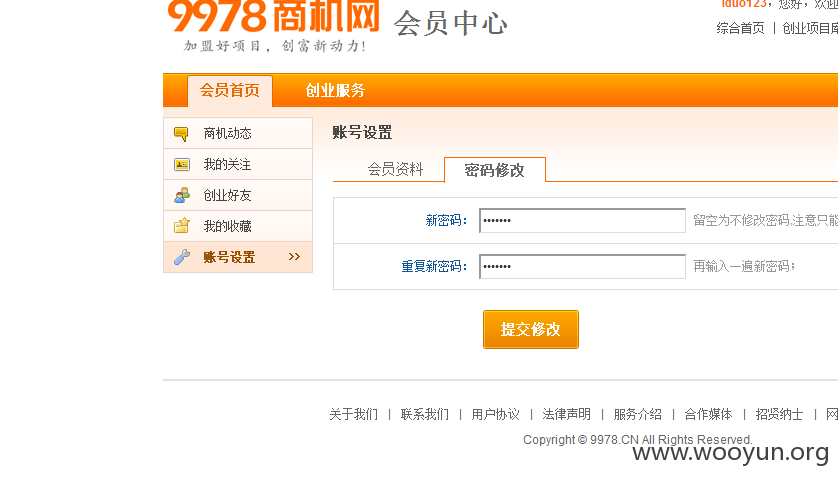 9978商机网 会员中心
加盟好项目，创富新动力!
lduo123，您好，欢迎
综合首页 | 创业项目库
会员首页 创业服务
商机动态
我的关注
创业好友
我的收藏
账号设置 >>
账号设置
会员资料 密码修改
新密码： ••••••• 留空为不修改密码,注意只能
重复新密码： ••••••• 再输入一遍新密码；
提交修改
关于我们 | 联系我们 | 用户协议 | 法律声明 | 服务介绍 | 合作媒体 | 招贤纳士 | 网
Copyright © 9978.CN All Rights Reserved.
www.wooyun.org